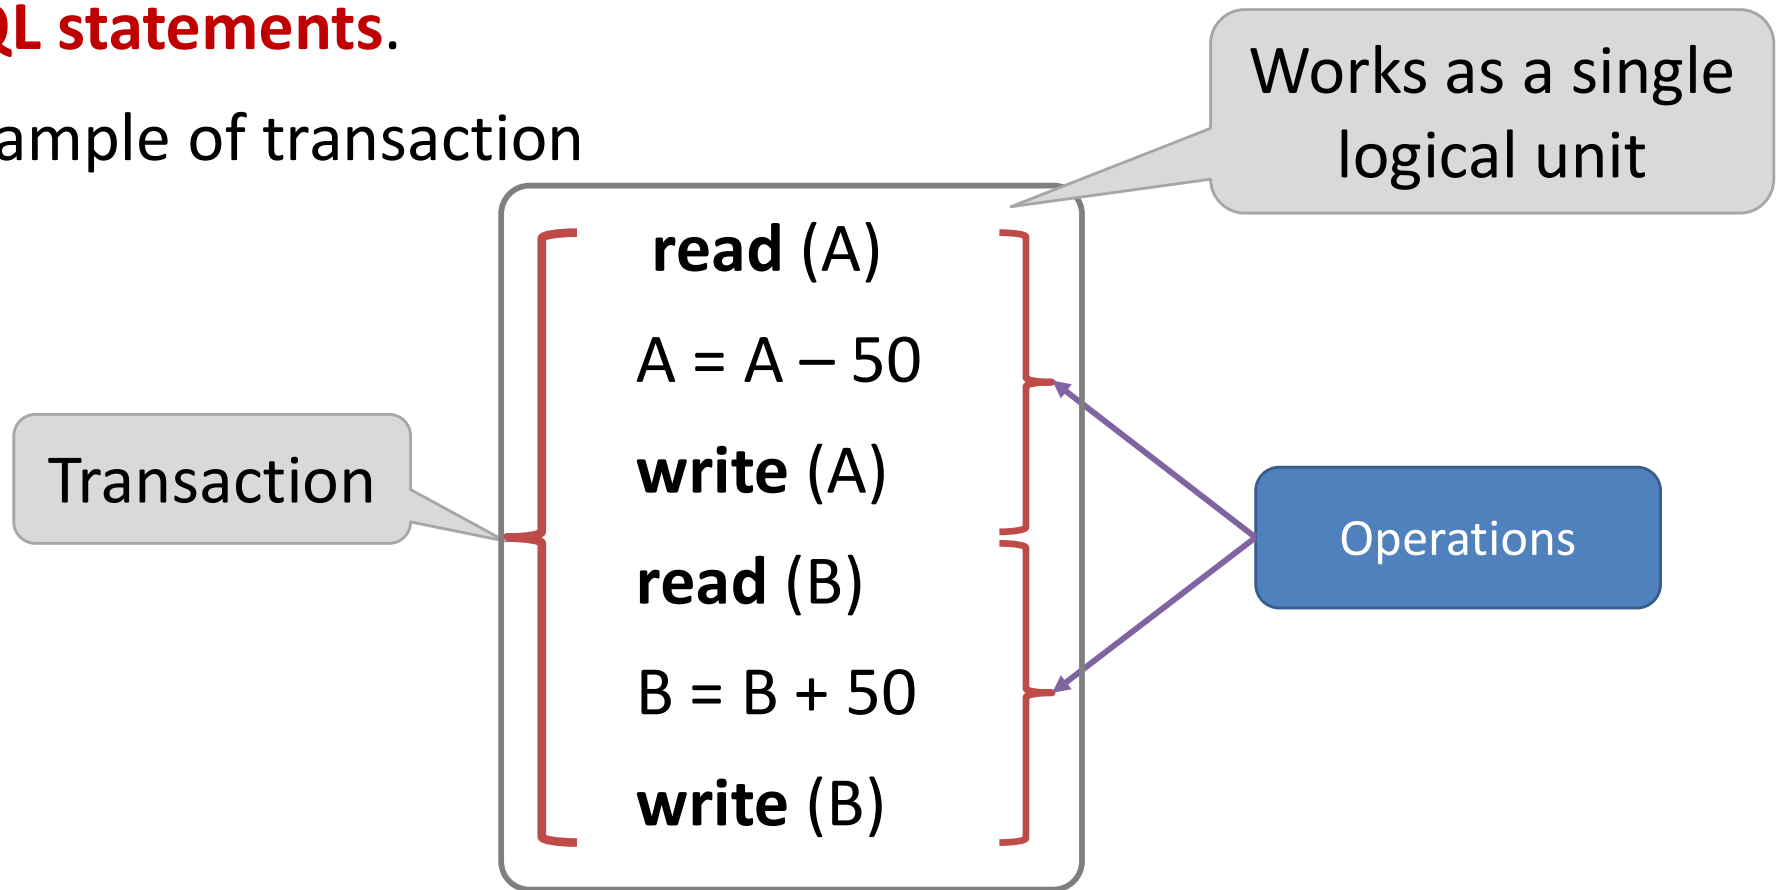 QL statements.
ample of transaction
Works as a single
logical unit
read (A)
A = A – 50
write (A)
Transaction
read (B)
Operations
B = B + 50
write (B)